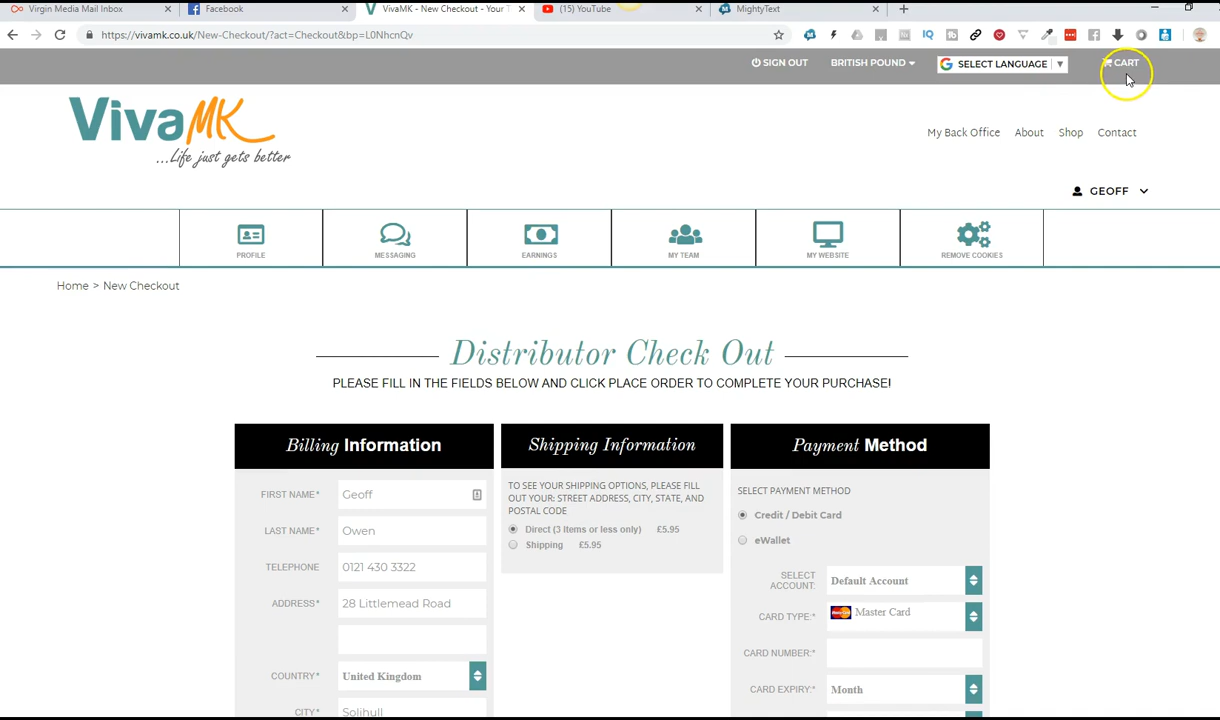 Virgin Media Mail Inbox × Facebook × VivaMK - New Checkout - Your T × (15) YouTube × MightyText × +
https://vivamk.co.uk/New-Checkout/?act=Checkout&bp=L0NhcnQv
SIGN OUT BRITISH POUND SELECT LANGUAGE CART
VivaMK
...Life just gets better
My Back Office About Shop Contact
GEOFF
PROFILE MESSAGING EARNINGS MY TEAM MY WEBSITE REMOVE COOKIES
Home > New Checkout
Distributor Check Out
PLEASE FILL IN THE FIELDS BELOW AND CLICK PLACE ORDER TO COMPLETE YOUR PURCHASE!
Billing Information
FIRST NAME* Geoff
LAST NAME* Owen
TELEPHONE 0121 430 3322
ADDRESS* 28 Littlemead Road
COUNTRY* United Kingdom
CITY* Solihull
Shipping Information
TO SEE YOUR SHIPPING OPTIONS, PLEASE FILL
OUT YOUR: STREET ADDRESS, CITY, STATE, AND
POSTAL CODE
Direct (3 Items or less only) £5.95
Shipping £5.95
Payment Method
SELECT PAYMENT METHOD
Credit / Debit Card
eWallet
SELECT
ACCOUNT: Default Account
CARD TYPE:* Master Card
CARD NUMBER:*
CARD EXPIRY:* Month